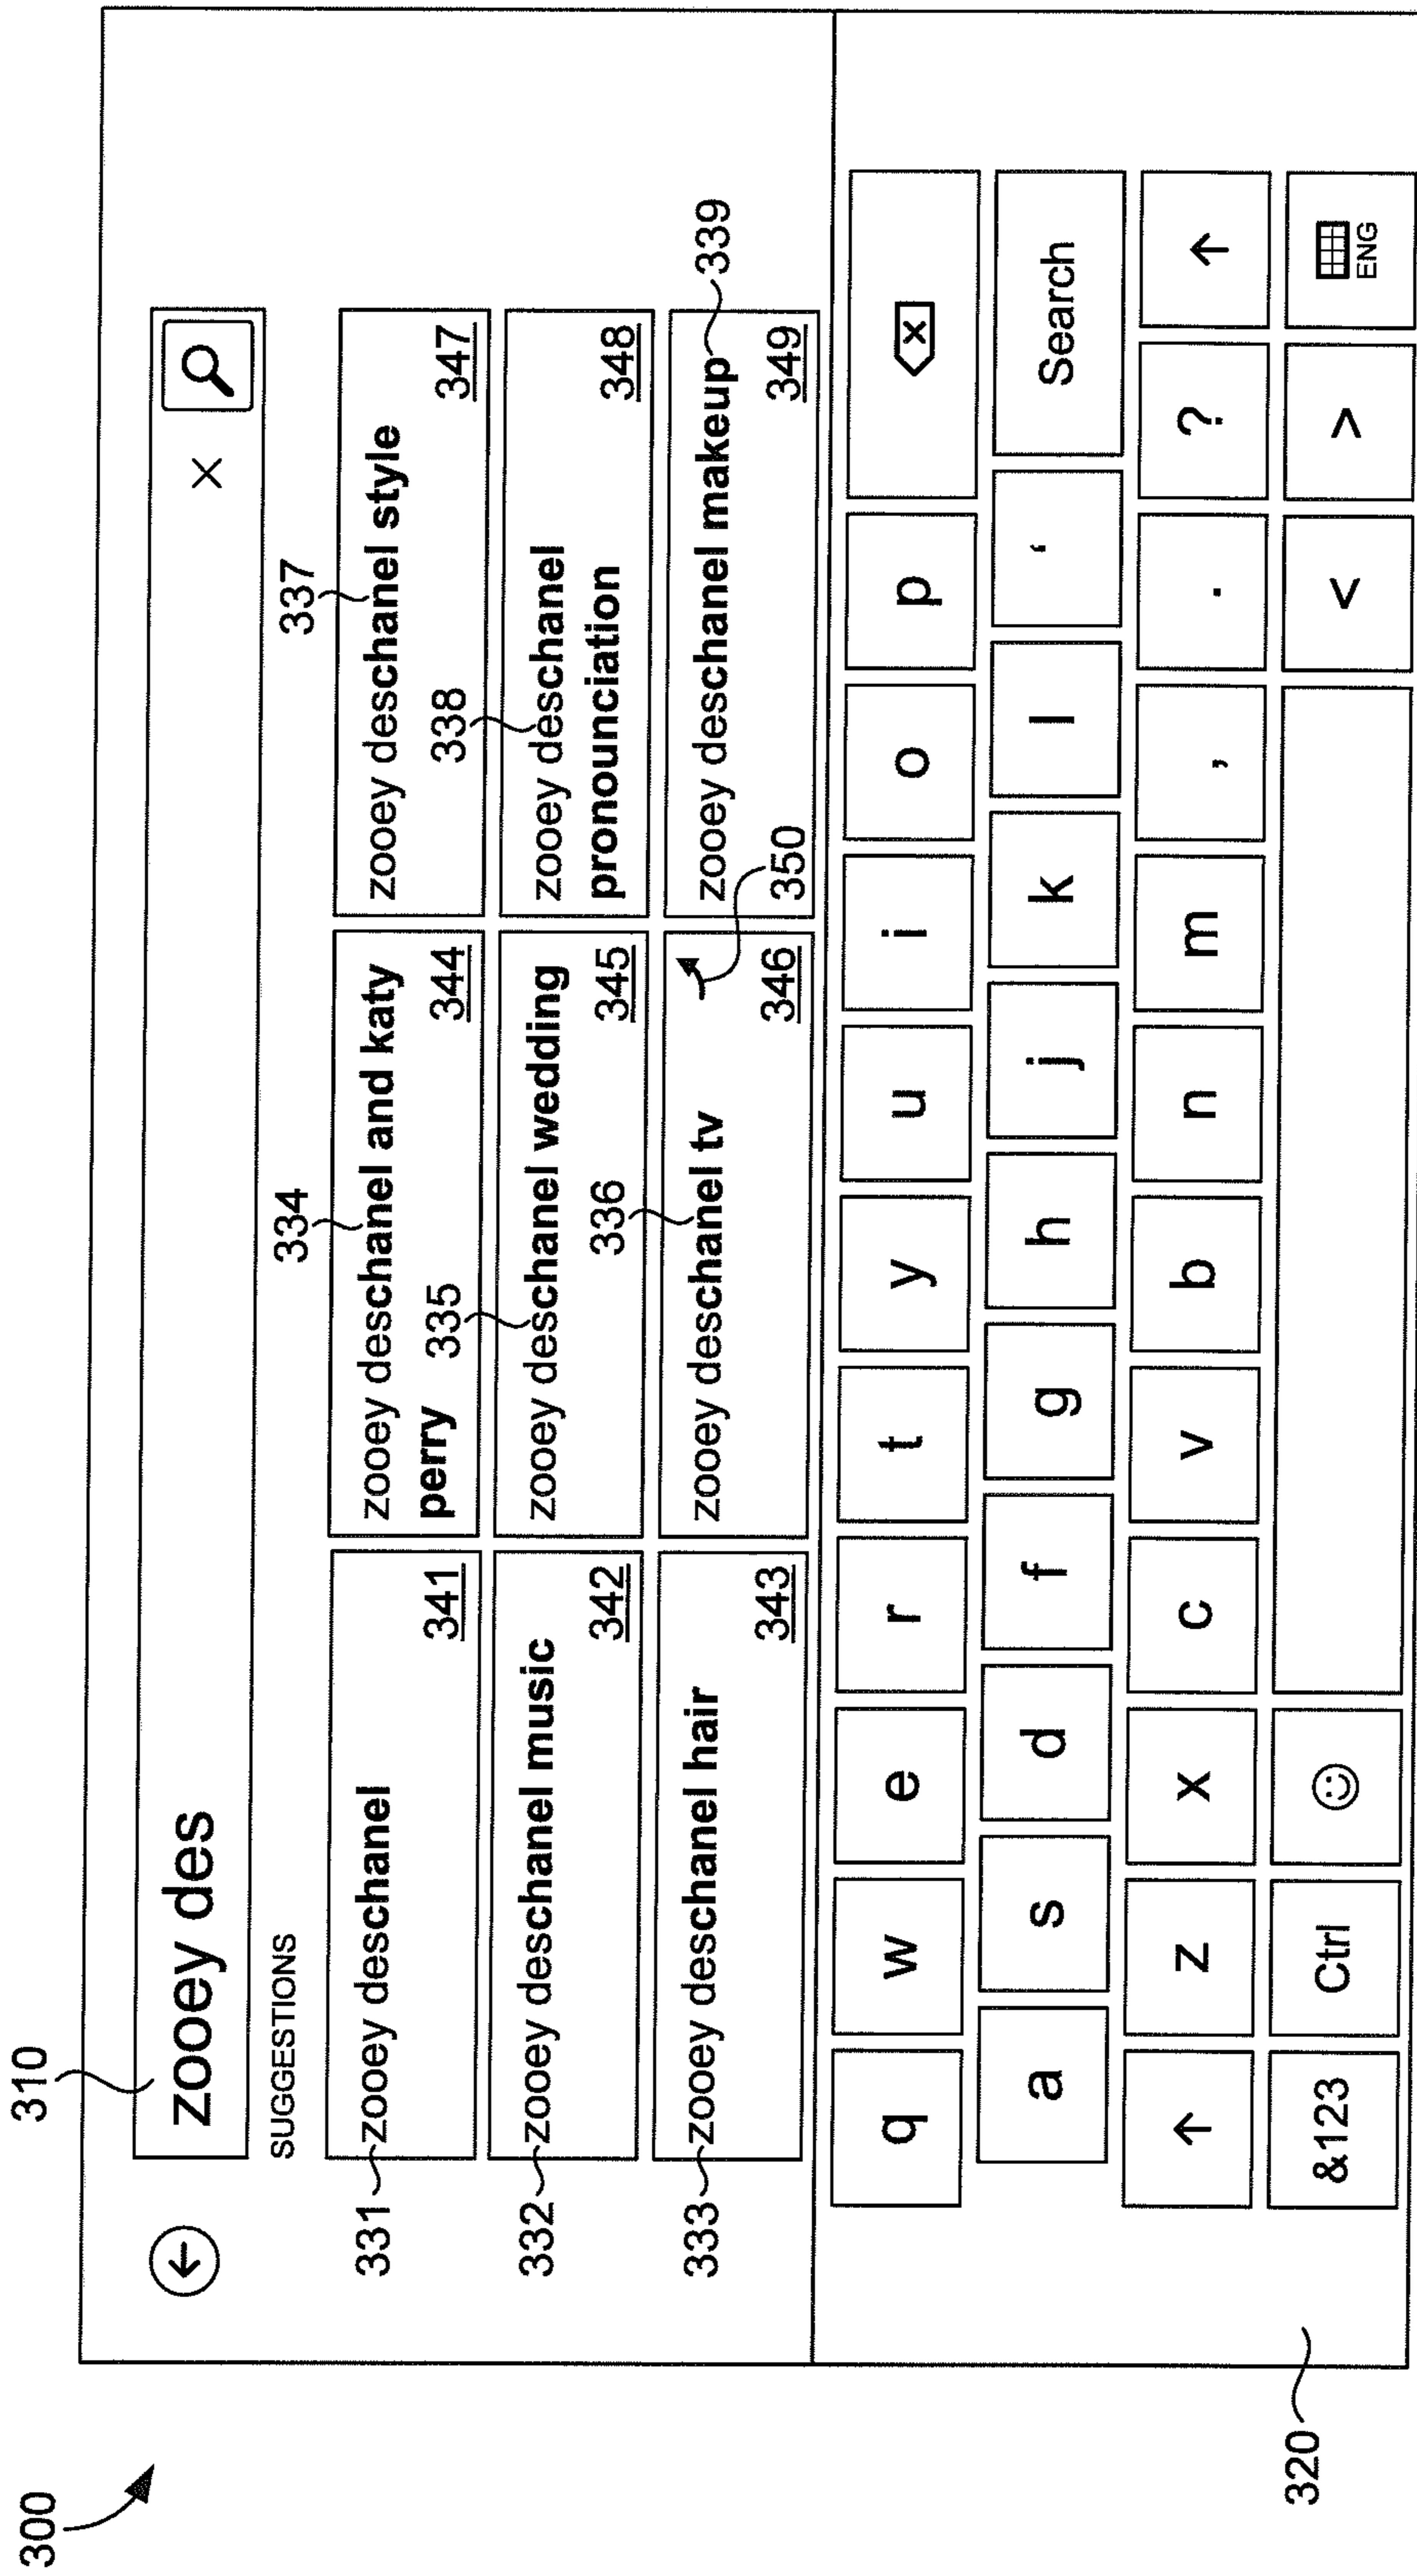 300
310
zooey des
×
SUGGESTIONS
331
zooey deschanel
341
334
zooey deschanel and katy
perry
344
337
zooey deschanel style
347
332
zooey deschanel music
342
335
zooey deschanel wedding
345
338
zooey deschanel
pronounciation
348
333
zooey deschanel hair
343
336
zooey deschanel tv
346
350
zooey deschanel makeup
339
349
q w e r t y u i o p
a s d f g h j k l ‘ Search
z x c v b n m , . ?
&123 Ctrl < > ENG
320